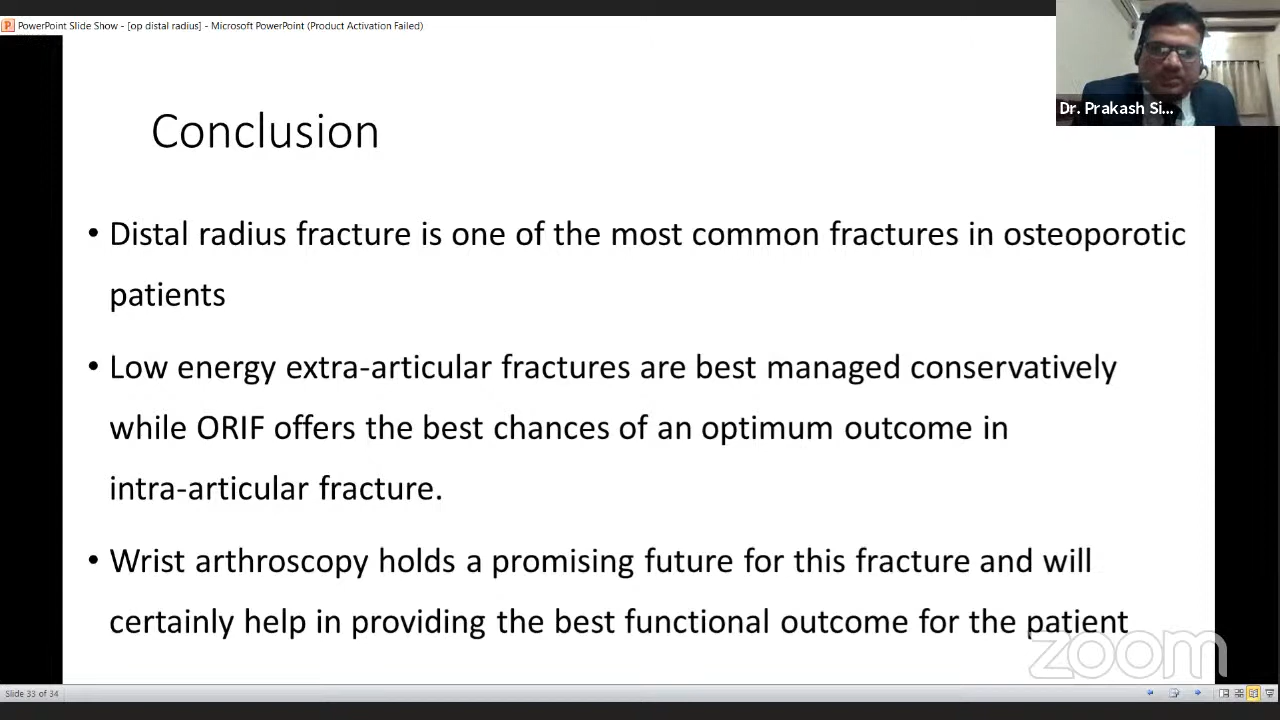 PowerPoint Slide Show - [op distal radius] - Microsoft PowerPoint (Product Activation Failed)
Dr. Prakash Si...
Conclusion
• Distal radius fracture is one of the most common fractures in osteoporotic
patients
• Low energy extra-articular fractures are best managed conservatively
while ORIF offers the best chances of an optimum outcome in
intra-articular fracture.
• Wrist arthroscopy holds a promising future for this fracture and will
certainly help in providing the best functional outcome for the patient
zoom
Slide 33 of 34